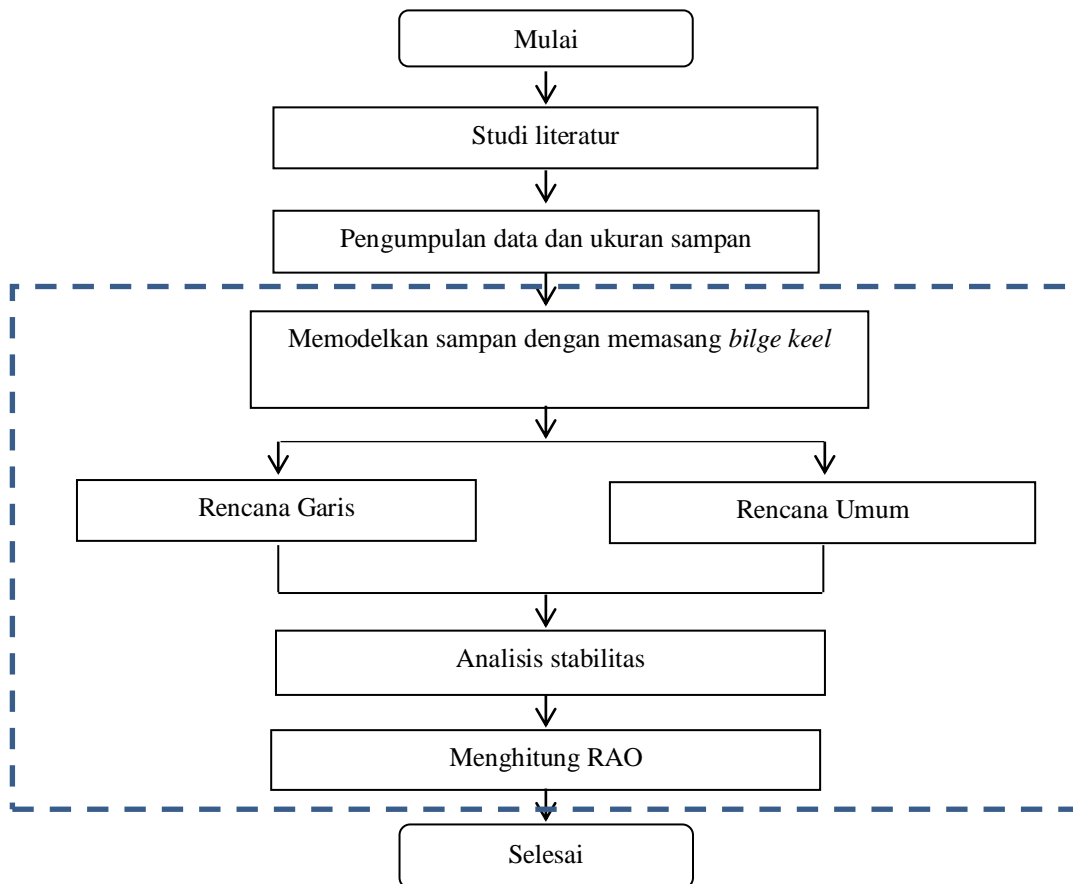 Mulai
Studi literatur
Pengumpulan data dan ukuran sampan
Memodelkan sampan dengan memasang bilge keel
Rencana Garis
Rencana Umum
Analisis stabilitas
Menghitung RAO
Selesai